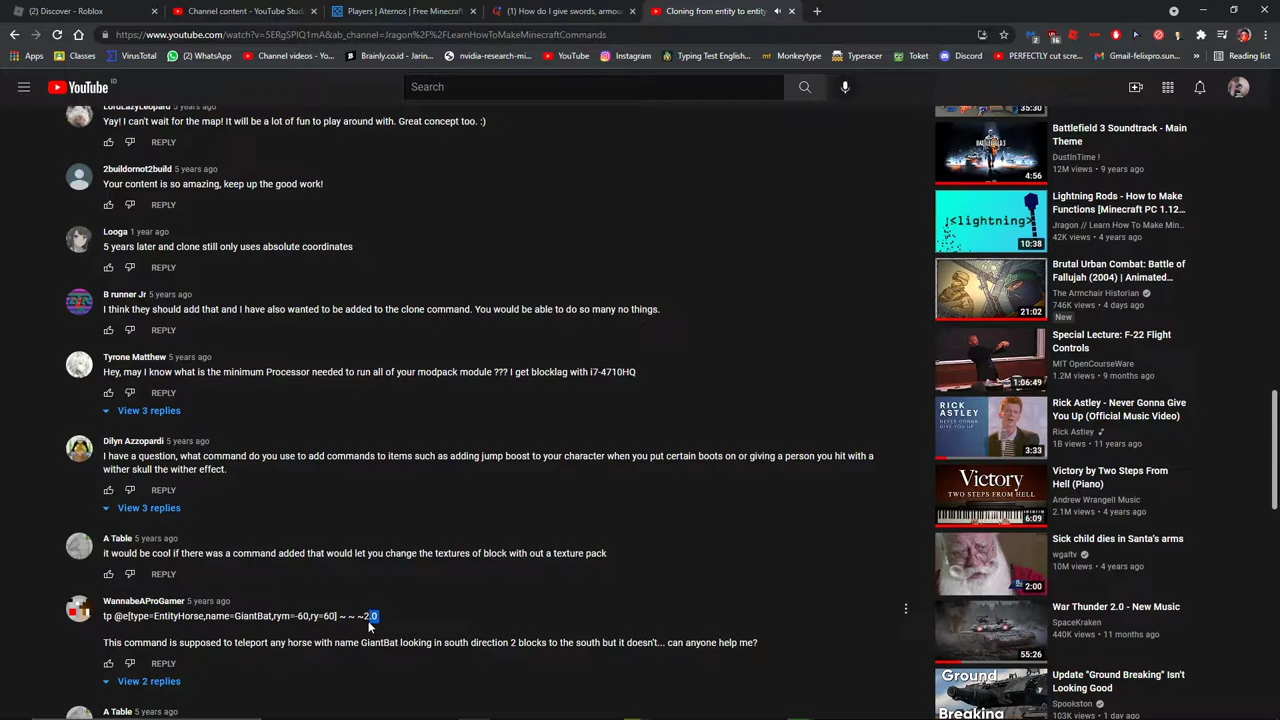 (2) Discover - Roblox
Channel content - YouTube Stud
Players | Aternos | Free Minecraft
(1) How do I give swords, armour
Cloning from entity to entity
https://www.youtube.com/watch?v=5ERgSPIQ1mA&ab_channel=Jragon%2F%2FLearnHowToMakeMinecraftCommands
Apps
Classes
VirusTotal
(2) WhatsApp
Channel videos - Yo...
Brainly.co.id - Jarin...
nvidia-research-mi...
YouTube
Instagram
Typing Test English...
Monkeytype
Typeracer
Toket
Discord
PERFECTLY cut scre...
Gmail-felixpro.sun...
Reading list
YouTube ID
Search
LordLazyLeopard 5 years ago
Yay! I can't wait for the map! It will be a lot of fun to play around with. Great concept too. :)
REPLY
2buildornot2build 5 years ago
Your content is so amazing, keep up the good work!
REPLY
Looga 1 year ago
5 years later and clone still only uses absolute coordinates
REPLY
B runner Jr 5 years ago
I think they should add that and I have also wanted to be added to the clone command. You would be able to do so many no things.
REPLY
Tyrone Matthew 5 years ago
Hey, may I know what is the minimum Processor needed to run all of your modpack module ??? I get blocklag with i7-4710HQ
REPLY
View 3 replies
Dilyn Azzopardi 5 years ago
I have a question, what command do you use to add commands to items such as adding jump boost to your character when you put certain boots on or giving a person you hit with a
wither skull the wither effect.
REPLY
View 3 replies
A Table 5 years ago
it would be cool if there was a command added that would let you change the textures of block with out a texture pack
REPLY
WannabeAProGamer 5 years ago
tp @e[type=EntityHorse,name=GiantBat,rym=-60,ry=60] ~ ~ ~2.0
This command is supposed to teleport any horse with name GiantBat looking in south direction 2 blocks to the south but it doesn't... can anyone help me?
REPLY
View 2 replies
A Table 5 years ago
35:30
4:56
Battlefield 3 Soundtrack - Main
Theme
DustInTime !
12M views • 9 years ago
<lightning>
10:38
Lightning Rods - How to Make
Functions [Minecraft PC 1.12...
Jragon // Learn How To Make Min...
42K views • 4 years ago
21:02
Brutal Urban Combat: Battle of
Fallujah (2004) | Animated...
The Armchair Historian
746K views • 4 days ago
New
1:06:49
Special Lecture: F-22 Flight
Controls
MIT OpenCourseWare
1.2M views • 9 months ago
RICK
ASTLEY
NEVER GONNA
GIVE YOU UP
3:33
Rick Astley - Never Gonna Give
You Up (Official Music Video)
Rick Astley
1B views • 11 years ago
Victory
TWO STEPS FROM HELL
6:09
Victory by Two Steps From
Hell (Piano)
Andrew Wrangell Music
2.1M views • 4 years ago
2:00
Sick child dies in Santa's arms
wgaltv
10M views • 4 years ago
55:26
War Thunder 2.0 - New Music
SpaceKraken
440K views • 11 months ago
Ground
Breaking
Update "Ground Breaking" Isn't
Looking Good
Spookston
103K views • 1 day ago